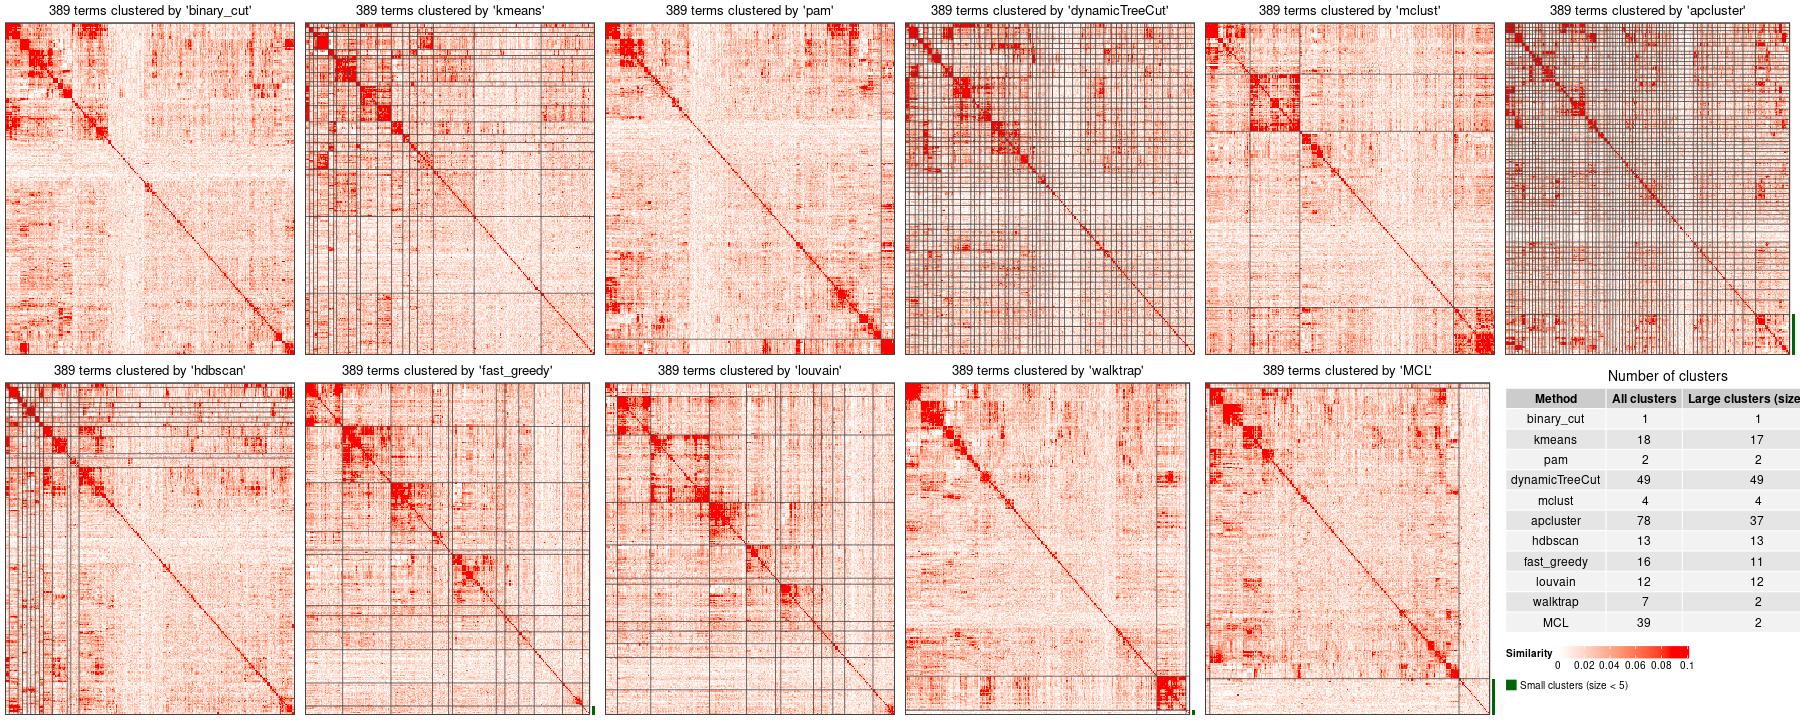 389 terms clustered by 'binary_cut'
389 terms clustered by 'kmeans'
389 terms clustered by 'pam'
389 terms clustered by 'dynamicTreeCut'
389 terms clustered by 'mclust'
389 terms clustered by 'apcluster'
389 terms clustered by 'hdbscan'
389 terms clustered by 'fast_greedy'
389 terms clustered by 'louvain'
389 terms clustered by 'walktrap'
389 terms clustered by 'MCL'
Number of clusters
Method All clusters Large clusters (size
binary_cut 1 1
kmeans 18 17
pam 2 2
dynamicTreeCut 49 49
mclust 4 4
apcluster 78 37
hdbscan 13 13
fast_greedy 16 11
louvain 12 12
walktrap 7 2
MCL 39 2
Similarity
0 0.02 0.04 0.06 0.08 0.1
Small clusters (size < 5)